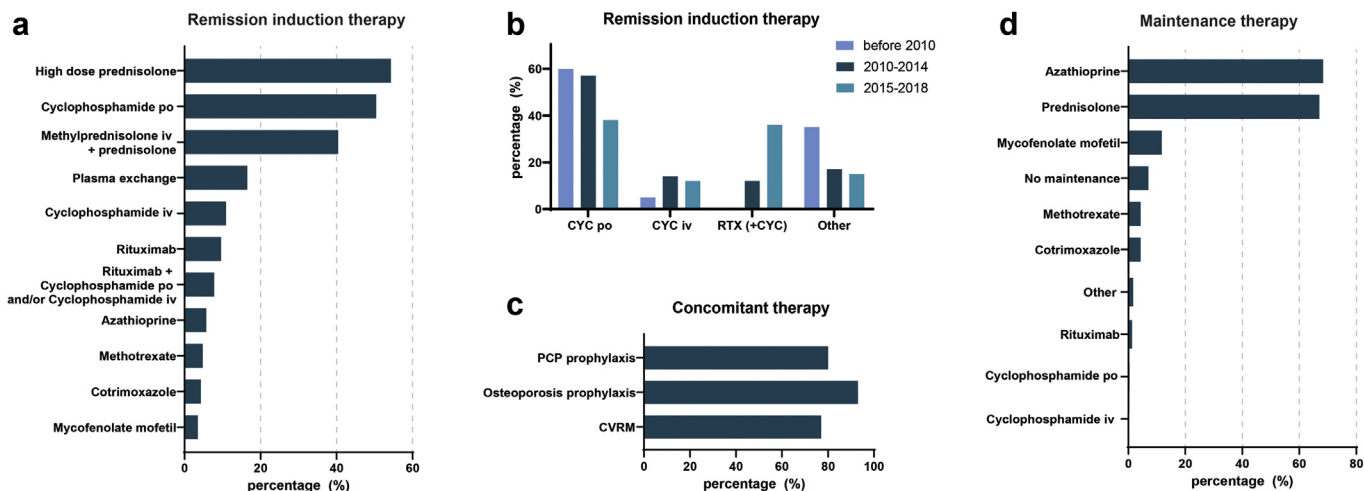 a
Remission induction therapy
High dose prednisolone
Cyclophosphamide po
Methylprednisolone iv
+ prednisolone
Plasma exchange
Cyclophosphamide iv
Rituximab
Rituximab +
Cyclophosphamide po
and/or Cyclophosphamide iv
Azathioprine
Methotrexate
Cotrimoxazole
Mycofenolate mofetil
0 20 40 60
percentage (%)
b
Remission induction therapy
before 2010
2010-2014
2015-2018
percentage (%)
60
40
20
0
CYC po CYC iv RTX (+CYC) Other
c
Concomitant therapy
PCP prophylaxis
Osteoporosis prophylaxis
CVRM
0 20 40 60 80 100
percentage (%)
d
Maintenance therapy
Azathioprine
Prednisolone
Mycofenolate mofetil
No maintenance
Methotrexate
Cotrimoxazole
Other
Rituximab
Cyclophosphamide po
Cyclophosphamide iv
0 20 40 60 80
percentage (%)